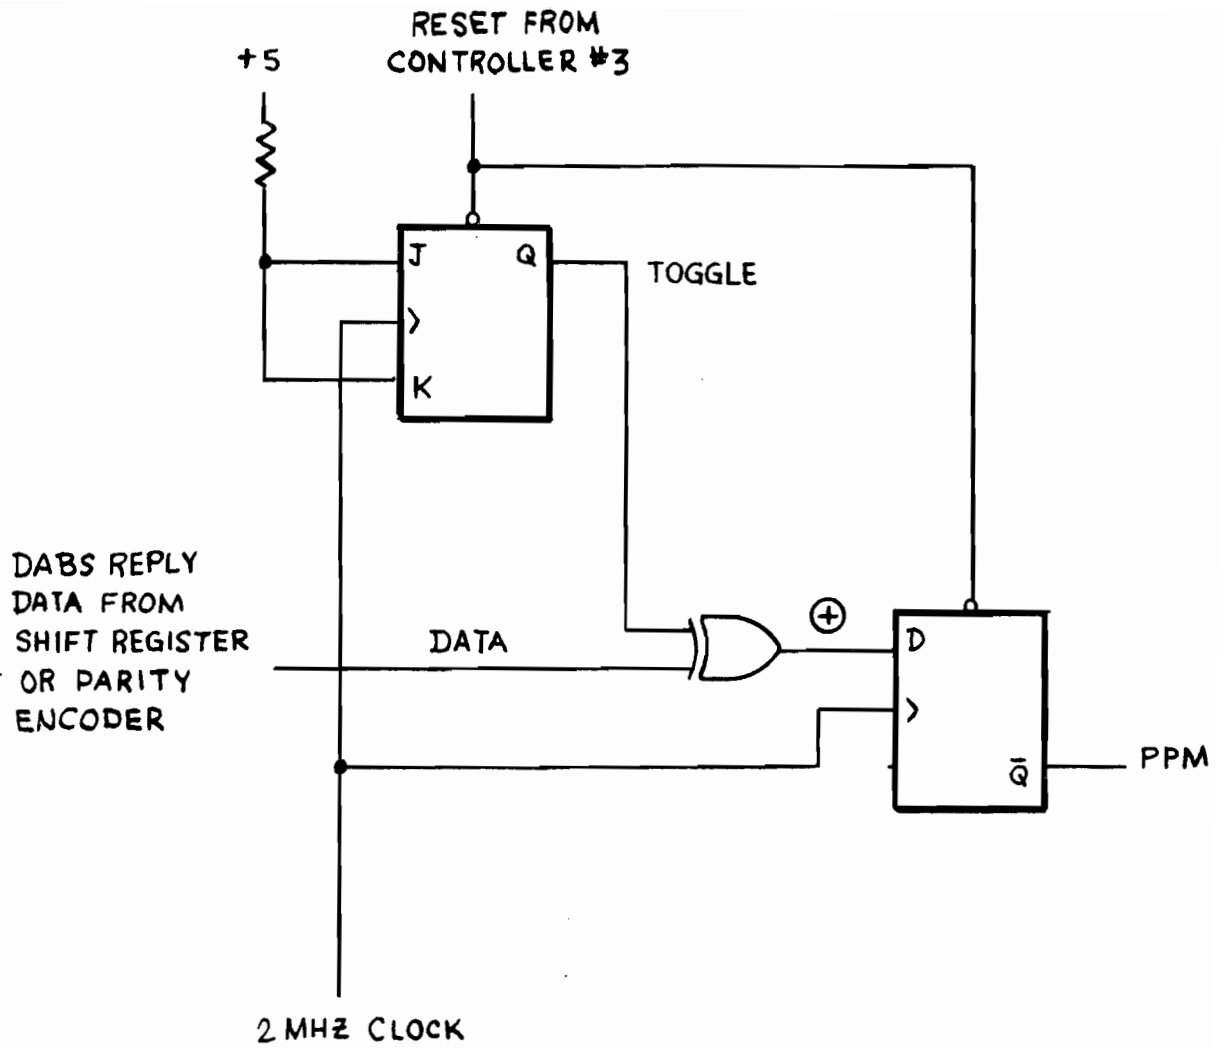 RESET FROM
CONTROLLER #3
+5
J
Q
K
TOGGLE
DABS REPLY
DATA FROM
SHIFT REGISTER
OR PARITY
ENCODER
DATA
+
D
Q̄
PPM
2 MHZ CLOCK